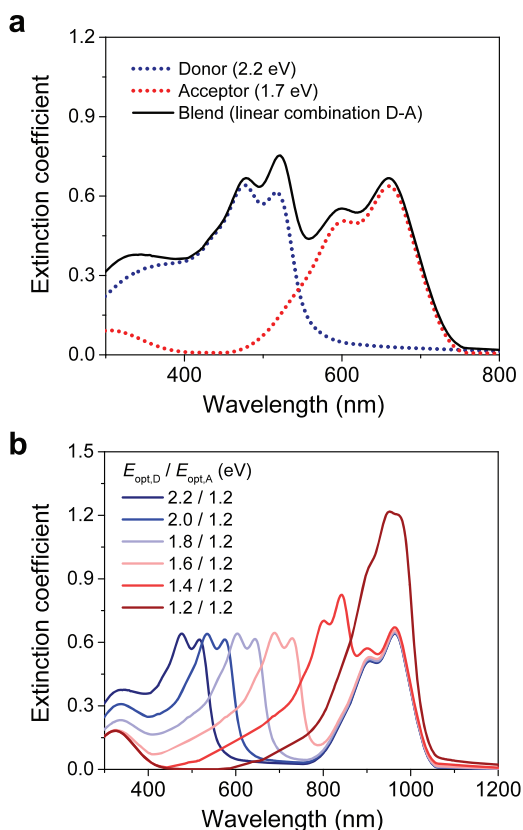 a
1.2
0.9
0.6
0.3
0.0
Extinction coefficient
Donor (2.2 eV)
Acceptor (1.7 eV)
Blend (linear combination D-A)
400 600 800
Wavelength (nm)
b
1.5
1.2
0.9
0.6
0.3
0.0
Extinction coefficient
Eopt,D / Eopt,A (eV)
2.2 / 1.2
2.0 / 1.2
1.8 / 1.2
1.6 / 1.2
1.4 / 1.2
1.2 / 1.2
400 600 800 1000 1200
Wavelength (nm)